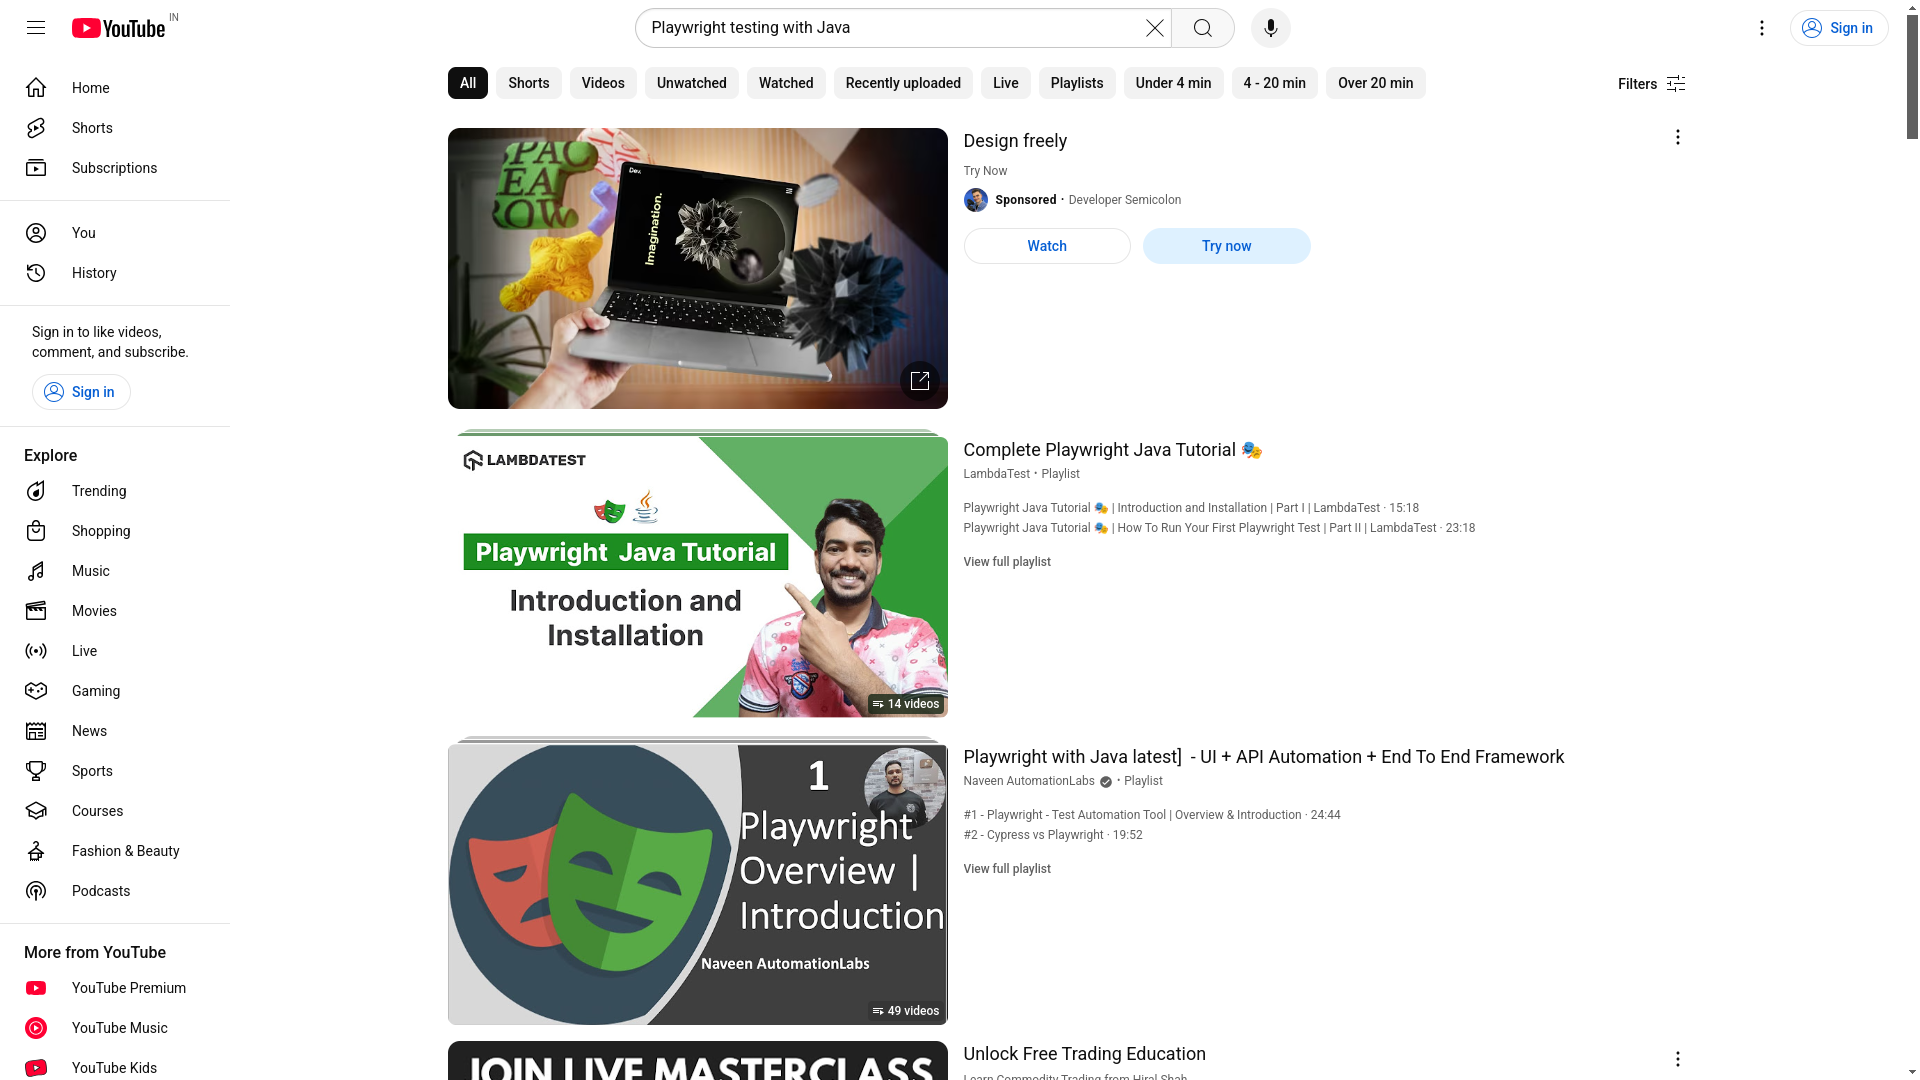 YouTube IN
Playwright testing with Java
Sign in
Home
Shorts
Subscriptions
You
History
Sign in to like videos,
comment, and subscribe.
Sign in
Explore
Trending
Shopping
Music
Movies
Live
Gaming
News
Sports
Courses
Fashion & Beauty
Podcasts
More from YouTube
YouTube Premium
YouTube Music
YouTube Kids
All Shorts Videos Unwatched Watched Recently uploaded Live Playlists Under 4 min 4 - 20 min Over 20 min Filters
Imagination.
Design freely
Try Now
Sponsored · Developer Semicolon
Watch Try now
LAMBDATEST
Playwright Java Tutorial
Introduction and
Installation
14 videos
Complete Playwright Java Tutorial 🎭
LambdaTest • Playlist
Playwright Java Tutorial 🎭 | Introduction and Installation | Part I | LambdaTest · 15:18
Playwright Java Tutorial 🎭 | How To Run Your First Playwright Test | Part II | LambdaTest · 23:18
View full playlist
1
Playwright
Overview |
Introduction
Naveen AutomationLabs
49 videos
Playwright with Java latest] - UI + API Automation + End To End Framework
Naveen AutomationLabs • Playlist
#1 - Playwright - Test Automation Tool | Overview & Introduction · 24:44
#2 - Cypress vs Playwright · 19:52
View full playlist
JOIN LIVE MASTERCLASS
Unlock Free Trading Education
Learn Commodity Trading from Hiral Shah